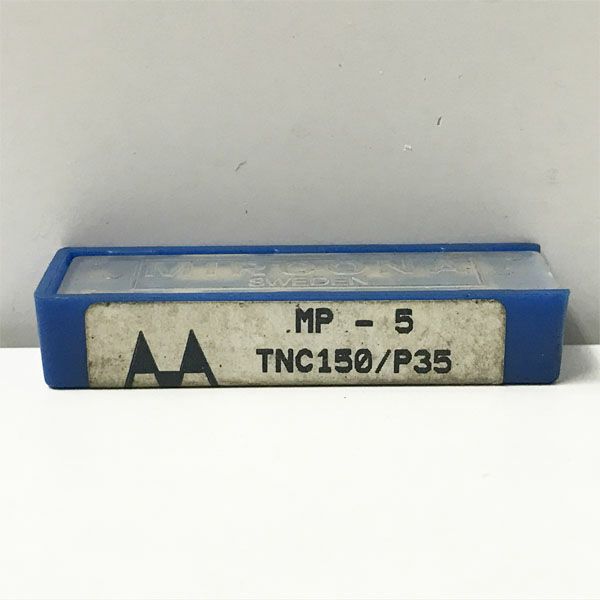 MIRCONA
SWEDEN
MP - 5
TNC150/P35